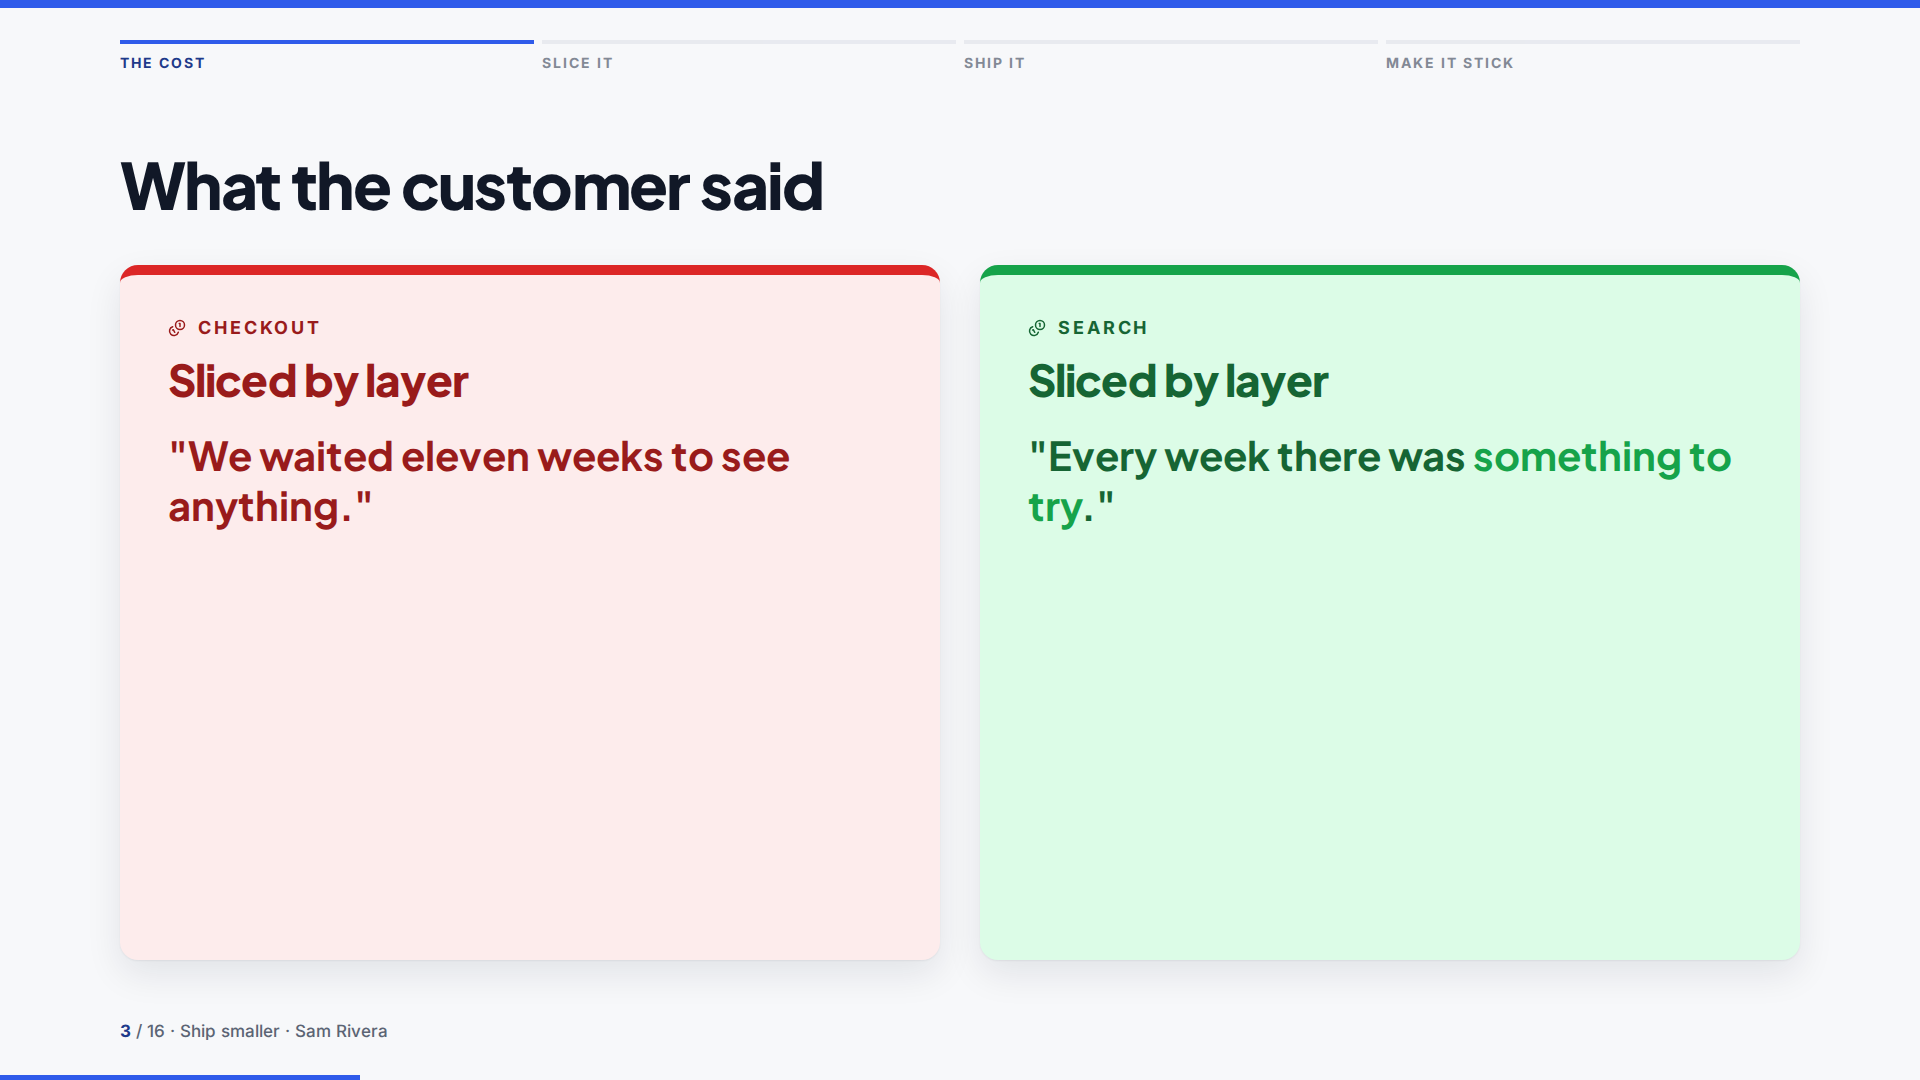 THE COST
SLICE IT
SHIP IT
MAKE IT STICK
What the customer said
CHECKOUT
Sliced by layer
"We waited eleven weeks to see
anything."
SEARCH
Sliced by layer
"Every week there was something to
try."
3 / 16 · Ship smaller · Sam Rivera